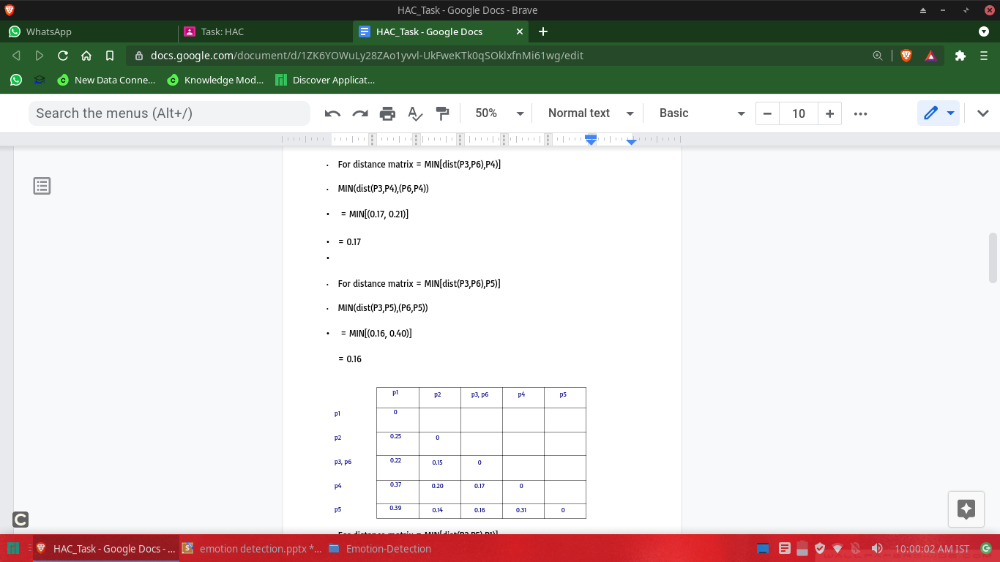 HAC_Task - Google Docs - Brave
WhatsApp
Task: HAC
HAC_Task - Google Docs
docs.google.com/document/d/1ZK6YOWuLy28ZAo1yvvl-UkFweKTk0qSOklxfnMi61wg/edit
New Data Conne...
Knowledge Mod...
Discover Applicat...
Search the menus (Alt+/)
50%
Normal text
Basic
10
For distance matrix = MIN[dist(P3,P6),P4)]
MIN(dist(P3,P4),(P6,P4))
= MIN[(0.17, 0.21)]
= 0.17
For distance matrix = MIN[dist(P3,P6),P5)]
MIN(dist(P3,P5),(P6,P5))
= MIN[(0.16, 0.40)]
= 0.16
p1 p2 p3, p6 p4 p5
p1 0
p2 0.25 0
p3, p6 0.22 0.15 0
p4 0.37 0.20 0.17 0
p5 0.39 0.14 0.16 0.31 0
HAC_Task - Google Docs - ...
emotion detection.pptx *...
Emotion-Detection
10:00:02 AM IST